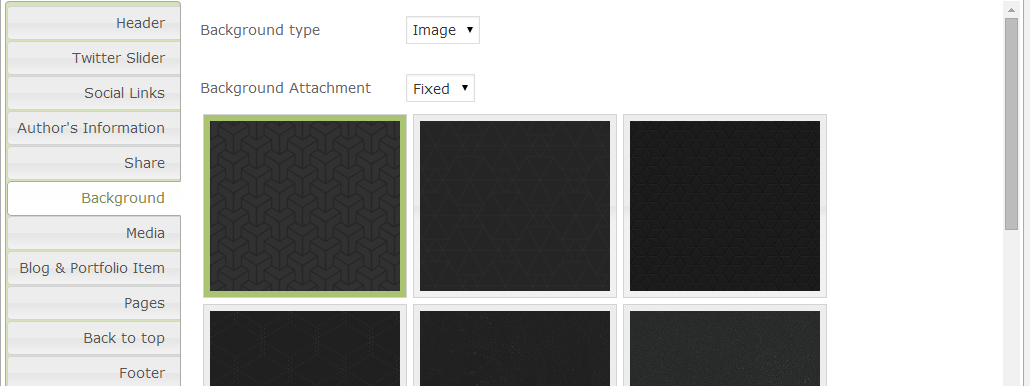 Header
Twitter Slider
Social Links
Author's Information
Share
Background
Media
Blog & Portfolio Item
Pages
Back to top
Footer
Background type Image
Background Attachment Fixed